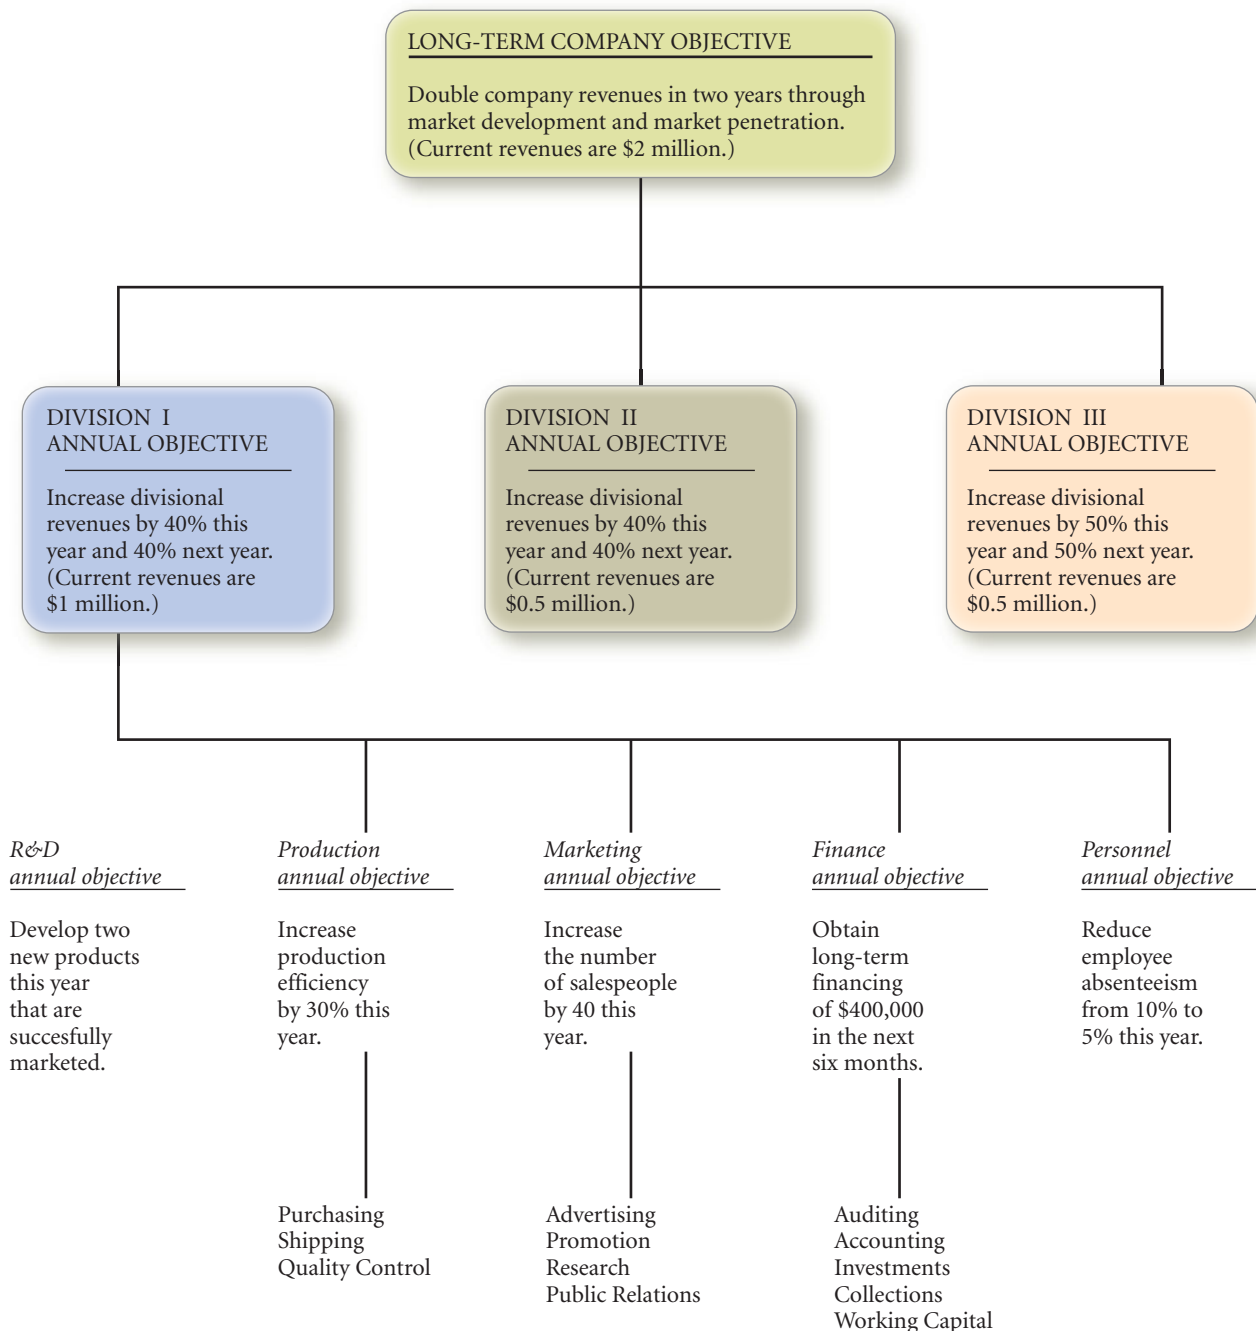 LONG-TERM COMPANY OBJECTIVE
Double company revenues in two years through
market development and market penetration.
(Current revenues are $2 million.)
DIVISION I
ANNUAL OBJECTIVE
Increase divisional
revenues by 40% this
year and 40% next year.
(Current revenues are
$1 million.)
DIVISION II
ANNUAL OBJECTIVE
Increase divisional
revenues by 40% this
year and 40% next year.
(Current revenues are
$0.5 million.)
DIVISION III
ANNUAL OBJECTIVE
Increase divisional
revenues by 50% this
year and 50% next year.
(Current revenues are
$0.5 million.)
R&D
annual objective
Develop two
new products
this year
that are
succesfully
marketed.
Production
annual objective
Increase
production
efficiency
by 30% this
year.
Purchasing
Shipping
Quality Control
Marketing
annual objective
Increase
the number
of salespeople
by 40 this
year.
Advertising
Promotion
Research
Public Relations
Finance
annual objective
Obtain
long-term
financing
of $400,000
in the next
six months.
Auditing
Accounting
Investments
Collections
Working Capital
Personnel
annual objective
Reduce
employee
absenteeism
from 10% to
5% this year.